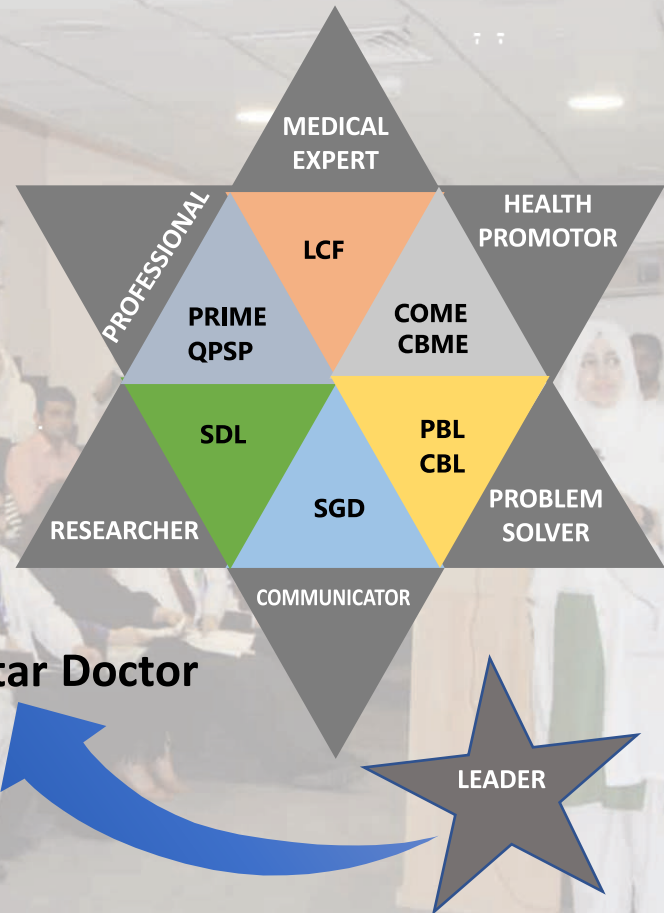 MEDICAL
EXPERT
PROFESSIONAL
HEALTH
PROMOTOR
LCF
PRIME
QPSP
COME
CBME
SDL
PBL
CBL
SGD
RESEARCHER
PROBLEM
SOLVER
COMMUNICATOR
tar Doctor
LEADER